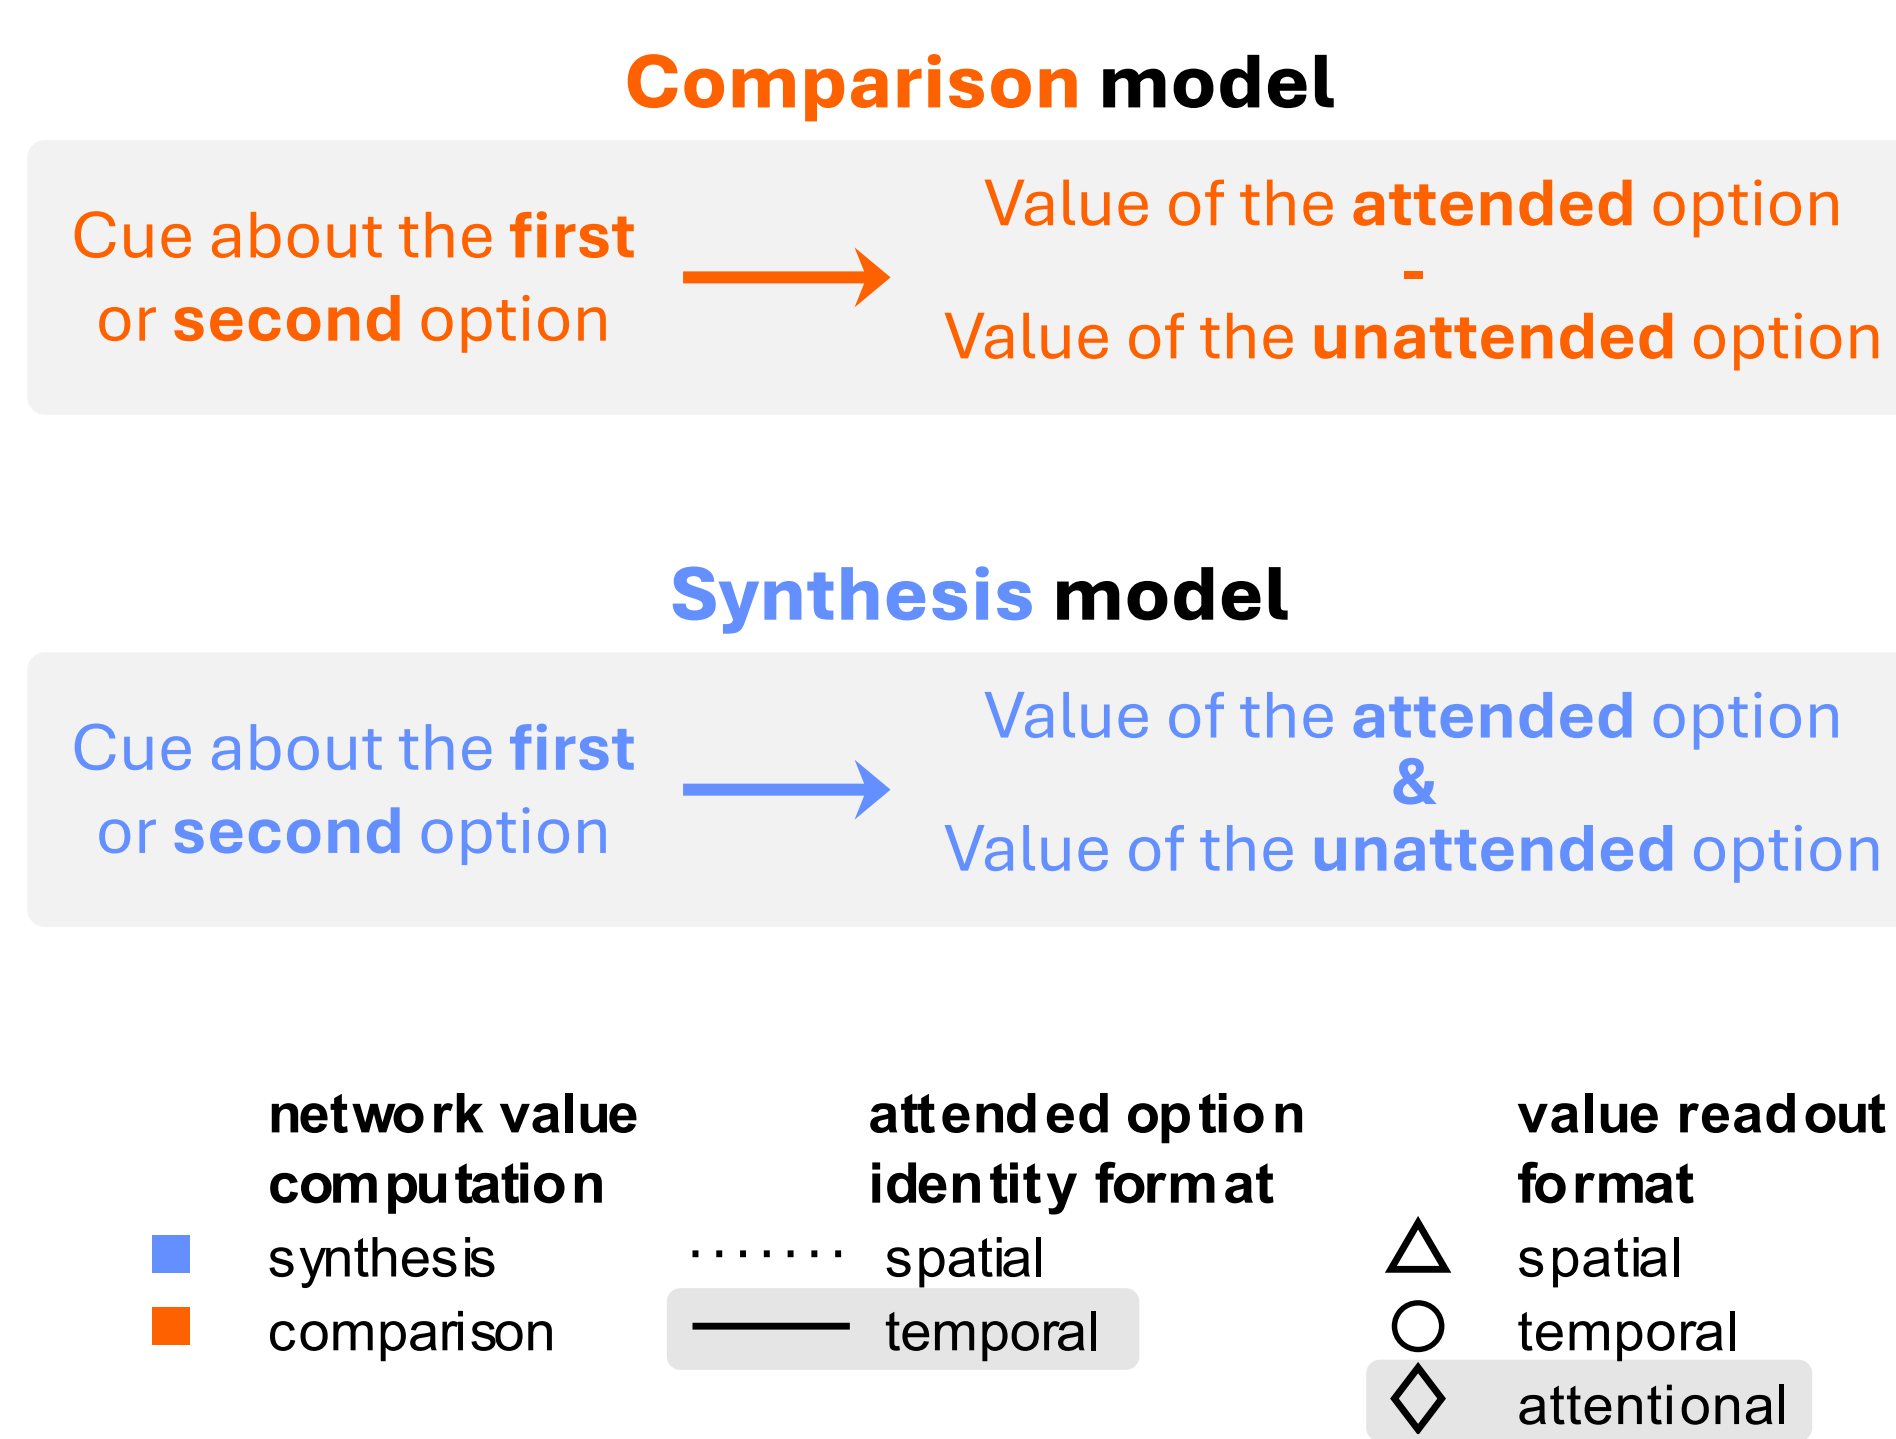 Comparison model
Cue about the first
or second option
Value of the attended option
-
Value of the unattended option
Synthesis model
Cue about the first
or second option
Value of the attended option
&
Value of the unattended option
network value
computation
synthesis
comparison
attended option
identity format
spatial
temporal
value readout
format
spatial
temporal
attentional